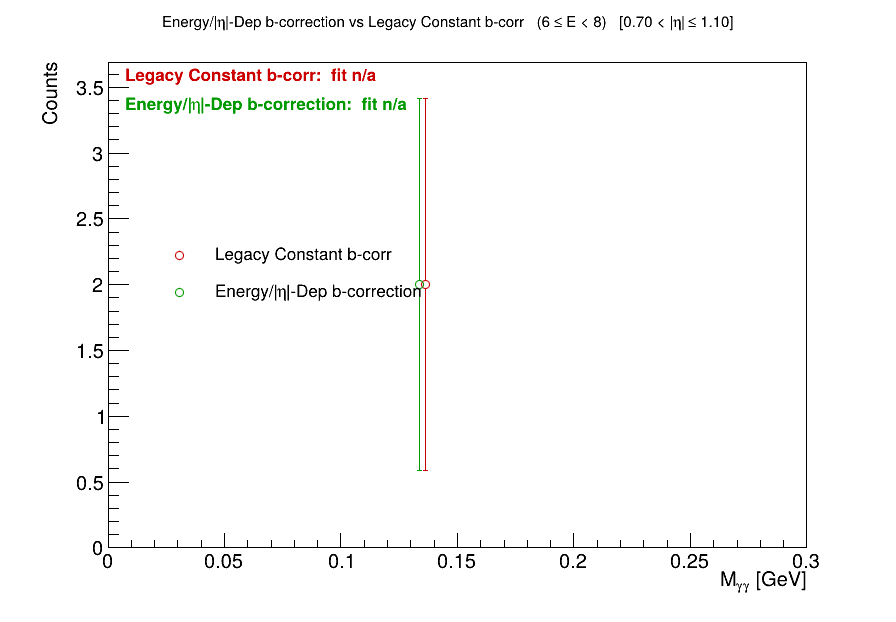 Energy/|η|-Dep b-correction vs Legacy Constant b-corr (6 ≤ E < 8) [0.70 < |η| ≤ 1.10]
Counts
Legacy Constant b-corr: fit n/a
Energy/|η|-Dep b-correction: fit n/a
3.5
3
2.5
Legacy Constant b-corr
2
Energy/|η|-Dep b-correction
1.5
1
0.5
0
0 0.05 0.1 0.15 0.2 0.25 0.3
Mγγ [GeV]